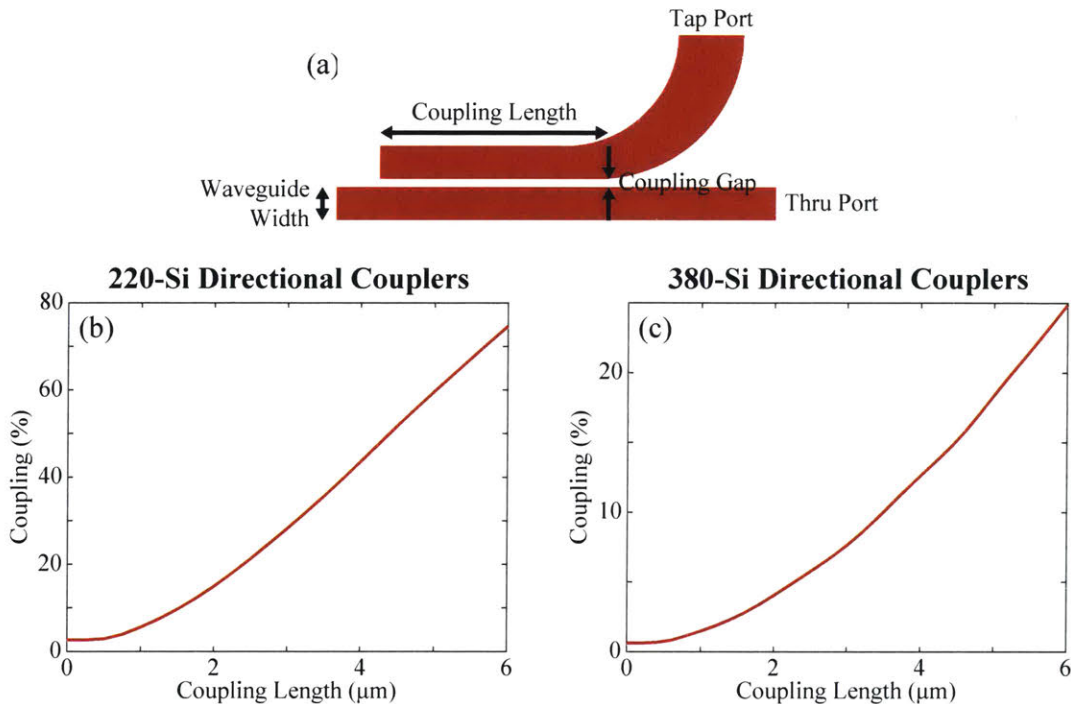 Tap Port
(a)
Coupling Length
Waveguide
Width
Coupling Gap
Thru Port
220-Si Directional Couplers
(b)
80
60
40
20
0
Coupling (%)
0 2 4 6
Coupling Length (μm)
380-Si Directional Couplers
(c)
20
10
0
Coupling (%)
0 2 4 6
Coupling Length (μm)